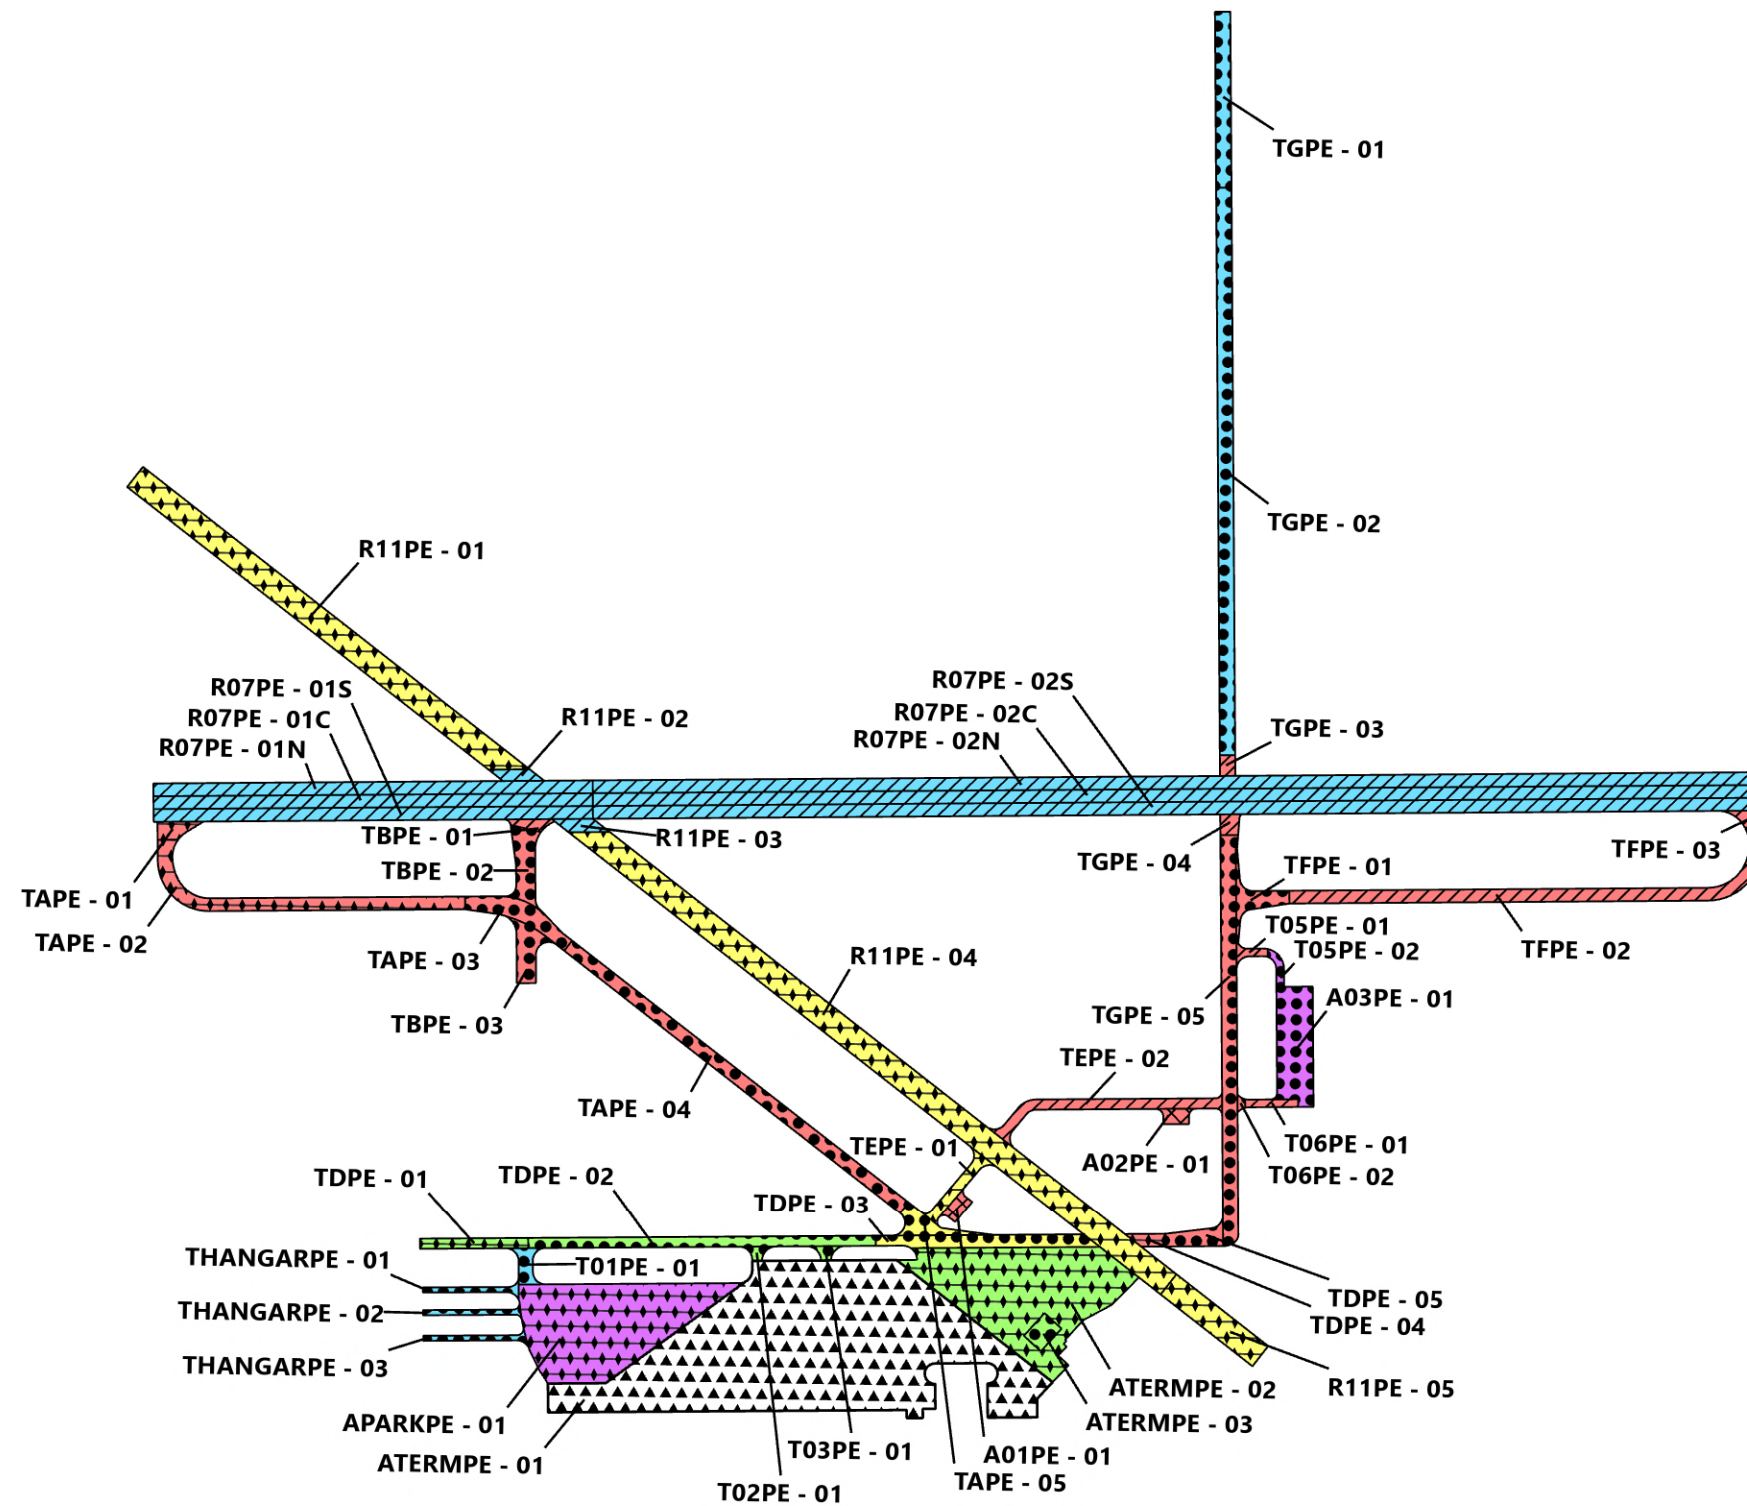 TGPE - 01
TGPE - 02
R11PE - 01
R07PE - 01S
R07PE - 01C
R07PE - 01N
R11PE - 02
R07PE - 02S
R07PE - 02C
R07PE - 02N
TGPE - 03
TBPE - 01
R11PE - 03
TBPE - 02
TGPE - 04
TFPE - 01
TFPE - 03
TAPE - 01
TAPE - 02
TAPE - 03
TBPE - 03
R11PE - 04
T05PE - 01
T05PE - 02
TFPE - 02
A03PE - 01
TGPE - 05
TEPE - 02
TAPE - 04
TEPE - 01
A02PE - 01
T06PE - 01
T06PE - 02
TDPE - 01
TDPE - 02
TDPE - 03
THANGARPE - 01
T01PE - 01
THANGARPE - 02
THANGARPE - 03
TDPE - 05
TDPE - 04
R11PE - 05
ATERMPE - 02
ATERMPE - 03
APARKPE - 01
ATERMPE - 01
T03PE - 01
A01PE - 01
TAPE - 05
T02PE - 01